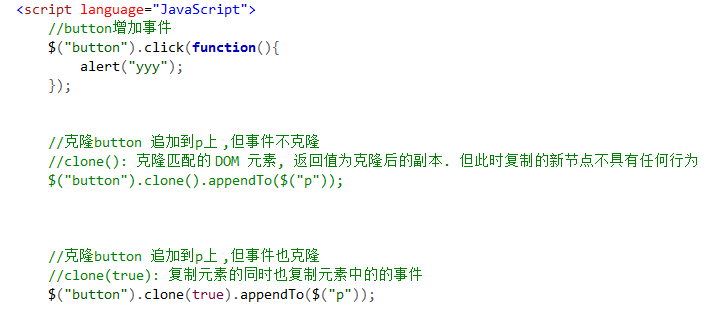 <script language="JavaScript">
//button增加事件
$("button").click(function(){
alert("yyy");
});
//克隆button 追加到p上 ,但事件不克隆
//clone(): 克隆匹配的 DOM 元素, 返回值为克隆后的副本. 但此时复制的新节点不具有任何行为
$("button").clone().appendTo($("p"));
//克隆button 追加到p上 ,但事件也克隆
//clone(true): 复制元素的同时也复制元素中的的事件
$("button").clone(true).appendTo($("p"));